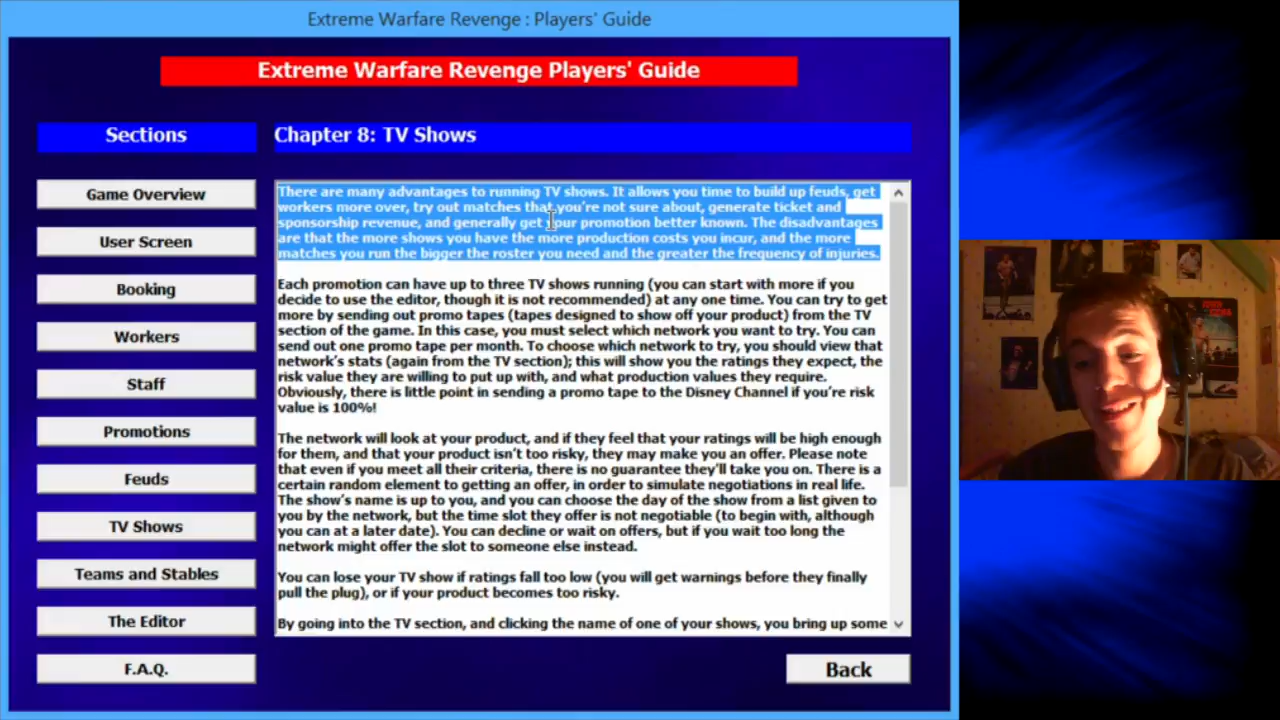 Extreme Warfare Revenge : Players' Guide
Extreme Warfare Revenge Players' Guide
Sections
Game Overview
User Screen
Booking
Workers
Staff
Promotions
Feuds
TV Shows
Teams and Stables
The Editor
F.A.Q.
Chapter 8: TV Shows
There are many advantages to running TV shows. It allows you time to build up feuds, get
workers more over, try out matches that you're not sure about, generate ticket and
sponsorship revenue, and generally get your promotion better known. The disadvantages
are that the more shows you have the more production costs you incur, and the more
matches you run the bigger the roster you need and the greater the frequency of injuries.
Each promotion can have up to three TV shows running (you can start with more if you
decide to use the editor, though it is not recommended) at any one time. You can try to get
more by sending out promo tapes (tapes designed to show off your product) from the TV
section of the game. In this case, you must select which network you want to try. You can
send out one promo tape per month. To choose which network to try, you should view that
network's stats (again from the TV section); this will show you the ratings they expect, the
risk value they are willing to put up with, and what production values they require.
Obviously, there is little point in sending a promo tape to the Disney Channel if you're risk
value is 100%!
The network will look at your product, and if they feel that your ratings will be high enough
for them, and that your product isn't too risky, they may make you an offer. Please note
that even if you meet all their criteria, there is no guarantee they'll take you on. There is a
certain random element to getting an offer, in order to simulate negotiations in real life.
The show's name is up to you, and you can choose the day of the show from a list given to
you by the network, but the time slot they offer is not negotiable (to begin with, although
you can at a later date). You can decline or wait on offers, but if you wait too long the
network might offer the slot to someone else instead.
You can lose your TV show if ratings fall too low (you will get warnings before they finally
pull the plug), or if your product becomes too risky.
By going into the TV section, and clicking the name of one of your shows, you bring up some
Back